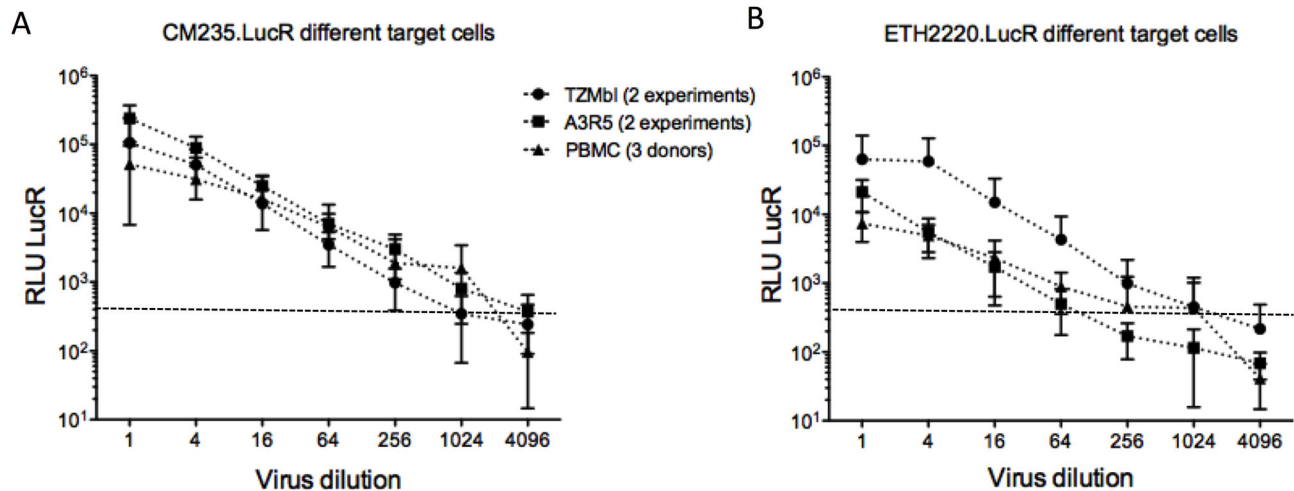 A
CM235.LucR different target cells
RLU LucR
10^6
10^5
10^4
10^3
10^2
10^1
1 4 16 64 256 1024 4096
Virus dilution
TZMbl (2 experiments)
A3R5 (2 experiments)
PBMC (3 donors)
B
ETH2220.LucR different target cells
RLU LucR
10^6
10^5
10^4
10^3
10^2
10^1
1 4 16 64 256 1024 4096
Virus dilution